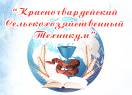 "Красногвардейский
Сельскохозяйственный
Техникум"